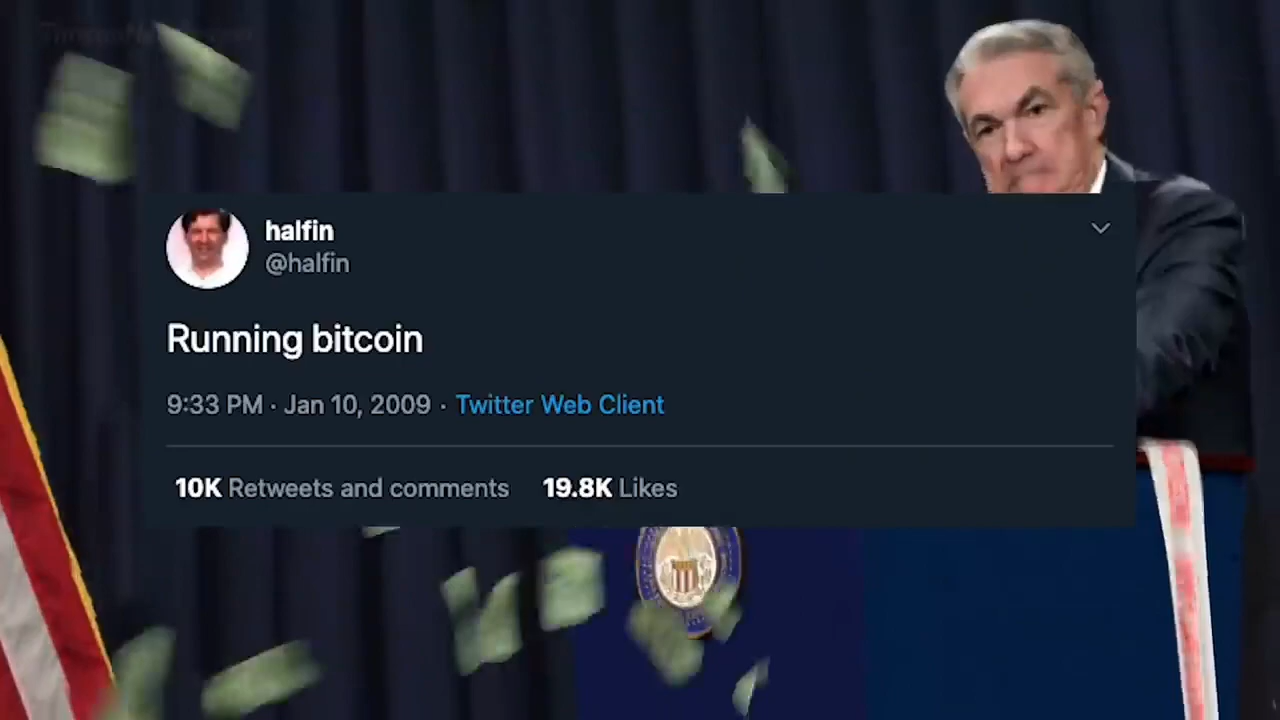 halfin
@halfin
Running bitcoin
9:33 PM · Jan 10, 2009 · Twitter Web Client
10K Retweets and comments 19.8K Likes